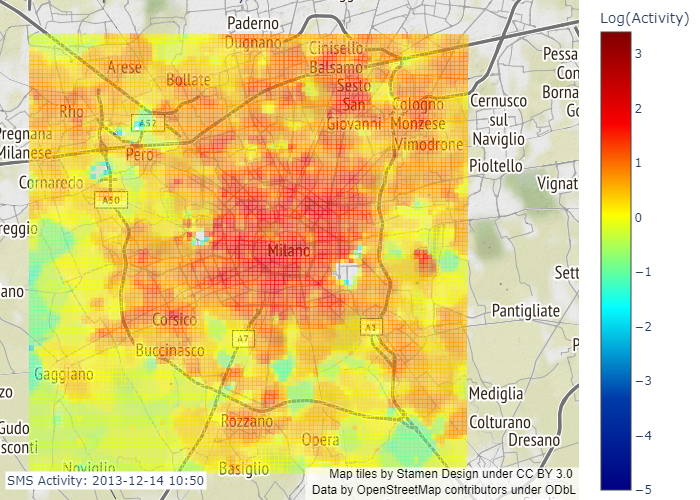 Log(Activity)
Paderno
Dugnano
Cinisello
Balsamo
Arese
Bollate
Sesto
San
Giovanni
Rho
Cologno
Monzese
Vimodrone
A52
Pero
Pregnana
Milanese
Cornaredo
A50
Cernusco
sul
Naviglio
Pioltello
Pessa
Con
Borna
Go
Vignat
reggio
Milano
Sett
ano
Pantigliate
Corsico
A7
A1
Buccinasco
P
Gaggiano
zo
Mediglia
Rozzano
Colturano
Dresano
Gudo
sconti
Opera
Noviglio
Basiglio
SMS Activity: 2013-12-14 10:50
Map tiles by Stamen Design under CC BY 3.0
Data by OpenStreetMap contributors under ODbL
3
2
1
0
−1
−2
−3
−4
−5